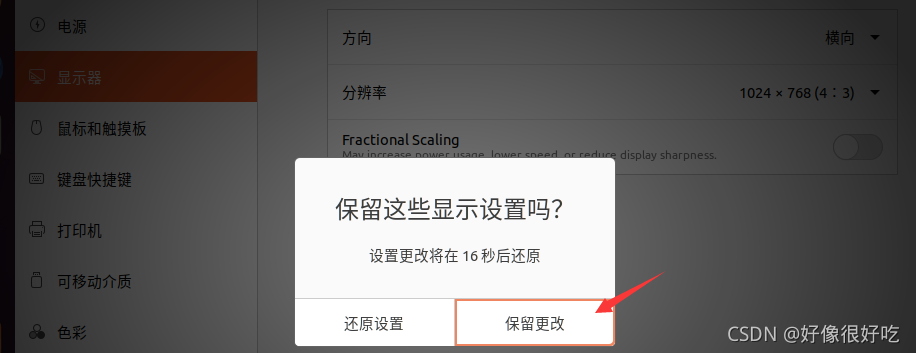 电源
方向
横向
显示器
分辨率
1024 × 768 (4∶3)
鼠标和触摸板
Fractional Scaling
May increase power usage, lower speed, or reduce display sharpness.
键盘快捷键
保留这些显示设置吗?
打印机
设置更改将在 16 秒后还原
可移动介质
还原设置
保留更改
色彩
CSDN @好像很好吃